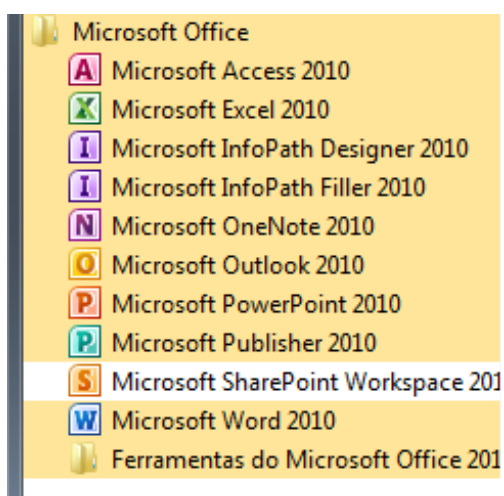 Microsoft Office
Microsoft Access 2010
Microsoft Excel 2010
Microsoft InfoPath Designer 2010
Microsoft InfoPath Filler 2010
Microsoft OneNote 2010
Microsoft Outlook 2010
Microsoft PowerPoint 2010
Microsoft Publisher 2010
Microsoft SharePoint Workspace 201
Microsoft Word 2010
Ferramentas do Microsoft Office 201